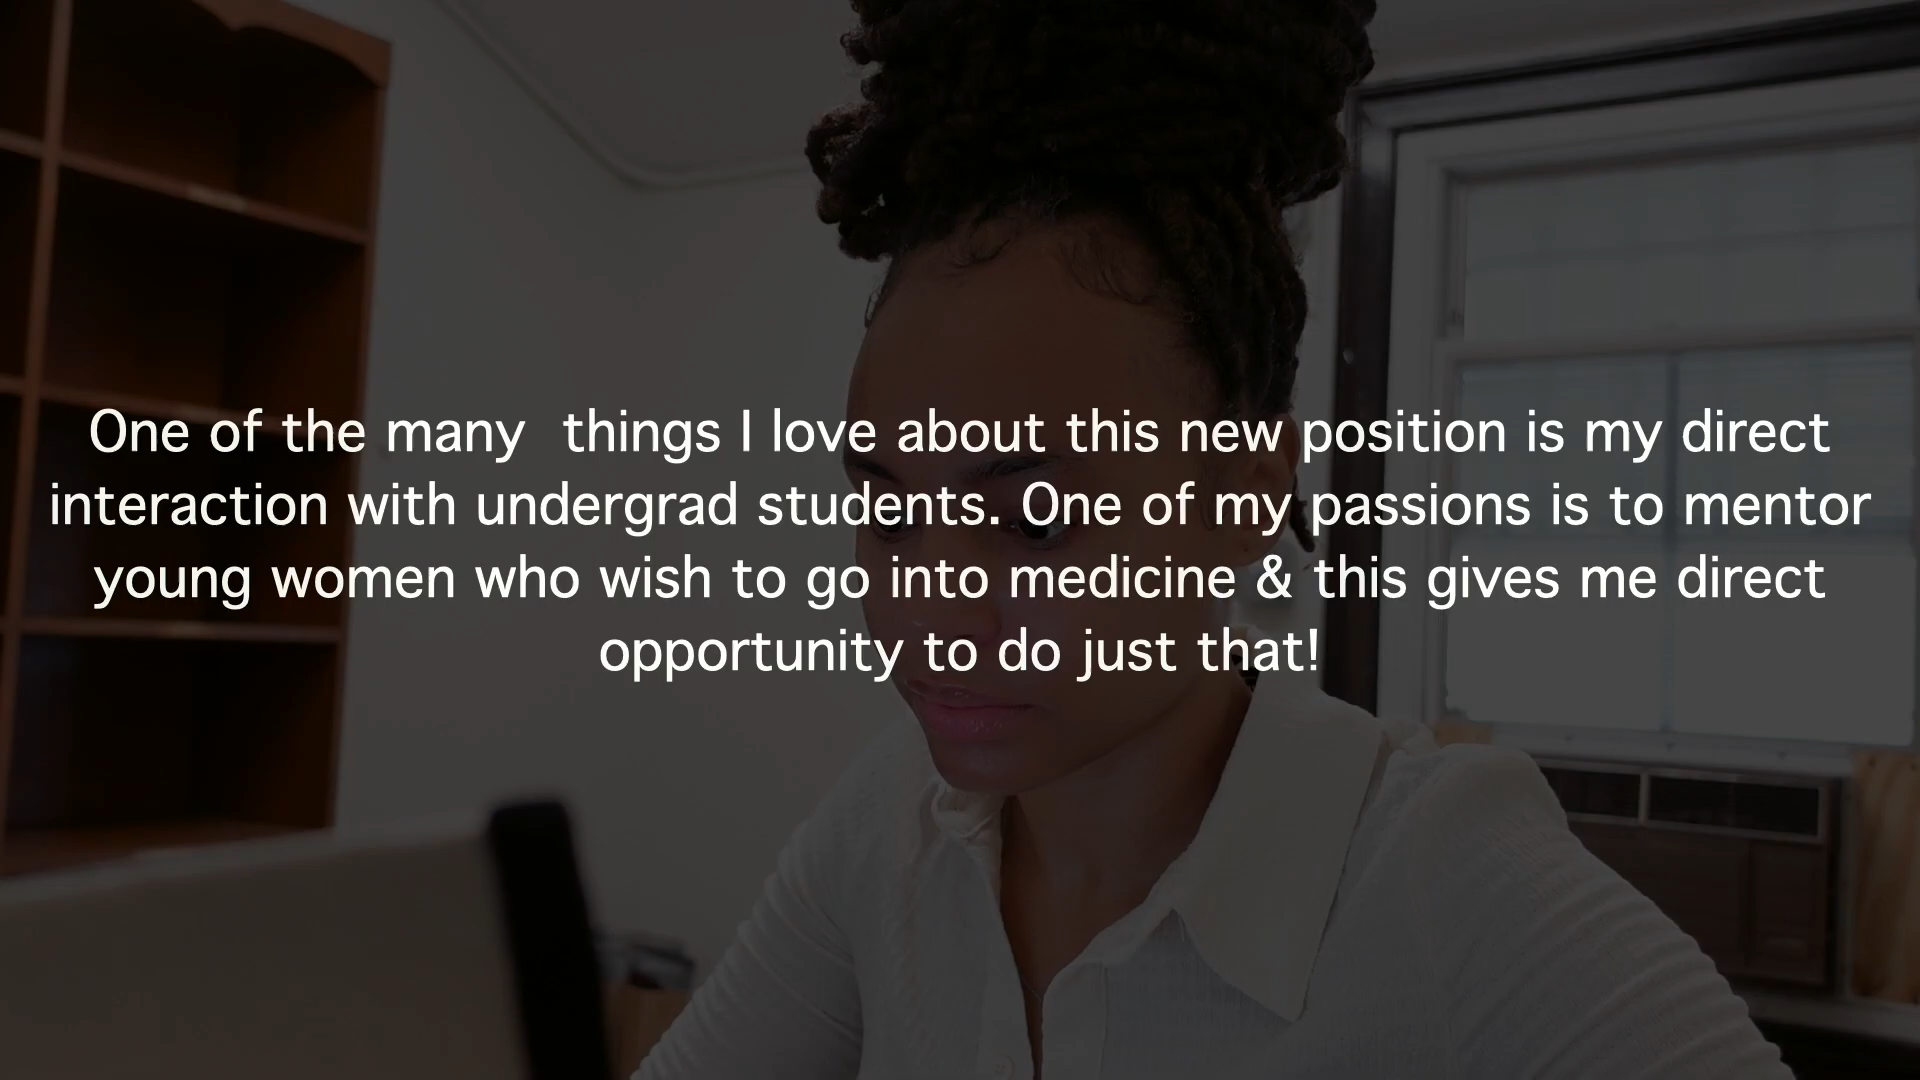 One of the many  things I love about this new position is my direct
interaction with undergrad students. One of my passions is to mentor
young women who wish to go into medicine & this gives me direct
opportunity to do just that!